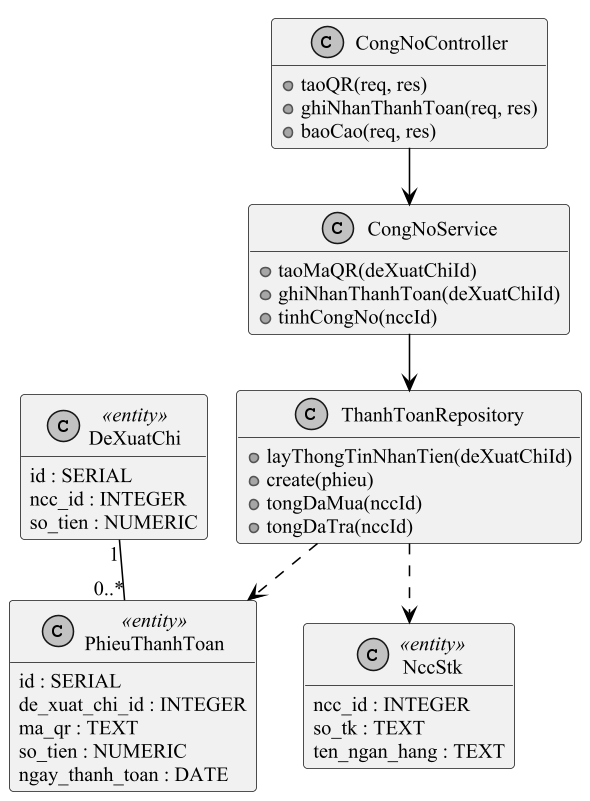 C CongNoController
taoQR(req, res)
ghiNhanThanhToan(req, res)
baoCao(req, res)
C CongNoService
taoMaQR(deXuatChiId)
ghiNhanThanhToan(deXuatChiId)
tinhCongNo(nccId)
C ThanhToanRepository
layThongTinNhanTien(deXuatChiId)
create(phieu)
tongDaMua(nccId)
tongDaTra(nccId)
C «entity»
DeXuatChi
id : SERIAL
ncc_id : INTEGER
so_tien : NUMERIC
1
0..*
C «entity»
PhieuThanhToan
id : SERIAL
de_xuat_chi_id : INTEGER
ma_qr : TEXT
so_tien : NUMERIC
ngay_thanh_toan : DATE
C «entity»
NccStk
ncc_id : INTEGER
so_tk : TEXT
ten_ngan_hang : TEXT